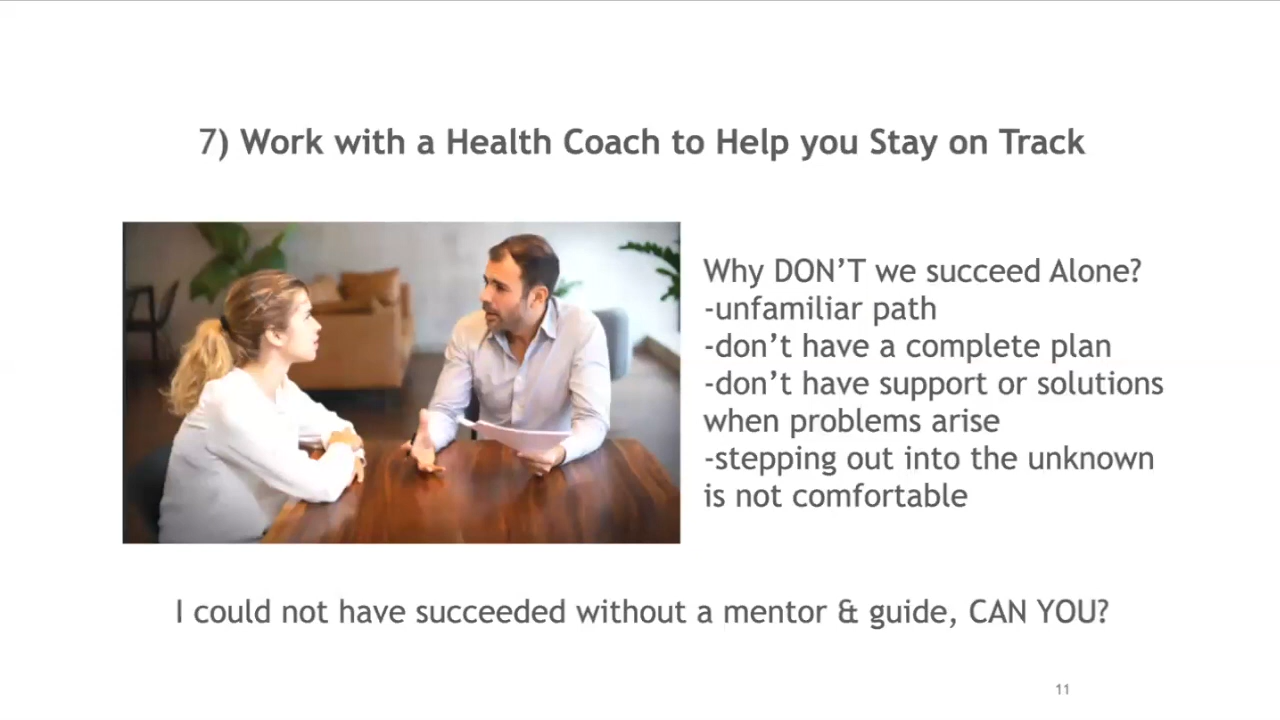 7) Work with a Health Coach to Help you Stay on Track
Why DON’T we succeed Alone?
-unfamiliar path
-don’t have a complete plan
-don’t have support or solutions
when problems arise
-stepping out into the unknown
is not comfortable
I could not have succeeded without a mentor & guide, CAN YOU?
11